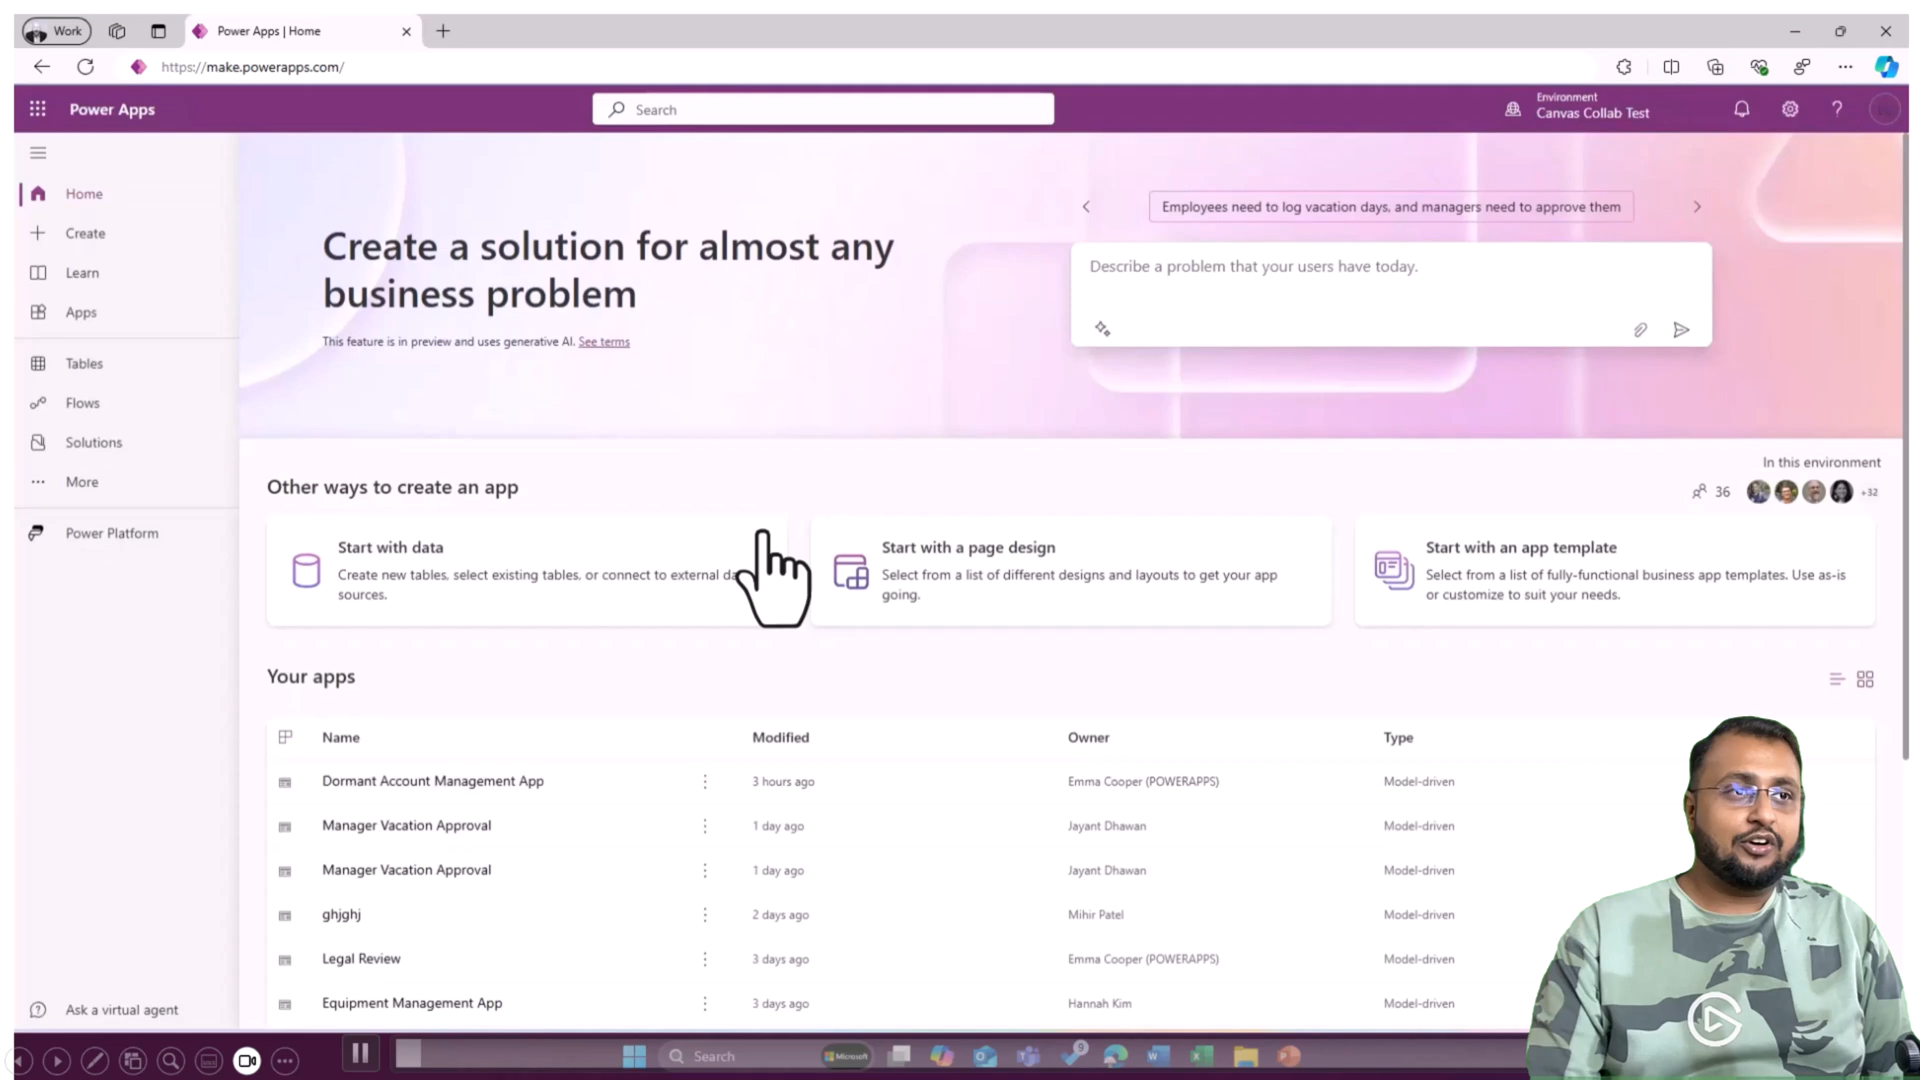 Work
Power Apps | Home
https://make.powerapps.com/
Power Apps
Search
Environment
Canvas Collab Test
Home
Create
Learn
Apps
Tables
Flows
Solutions
More
Power Platform
Ask a virtual agent
Create a solution for almost any
business problem
This feature is in preview and uses generative AI. See terms
Employees need to log vacation days, and managers need to approve them
Describe a problem that your users have today.
In this environment
36
+32
Other ways to create an app
Start with data
Create new tables, select existing tables, or connect to external
sources.
Start with a page design
Select from a list of different designs and layouts to get your app
going.
Start with an app template
Select from a list of fully-functional business app templates. Use as-is
or customize to suit your needs.
Your apps
Name Modified Owner Type
Dormant Account Management App 3 hours ago Emma Cooper (POWERAPPS) Model-driven
Manager Vacation Approval 1 day ago Jayant Dhawan Model-driven
Manager Vacation Approval 1 day ago Jayant Dhawan Model-driven
ghjghj 2 days ago Mihir Patel Model-driven
Legal Review 3 days ago Emma Cooper (POWERAPPS) Model-driven
Equipment Management App 3 days ago Hannah Kim Model-driven
Search
Microsoft
9